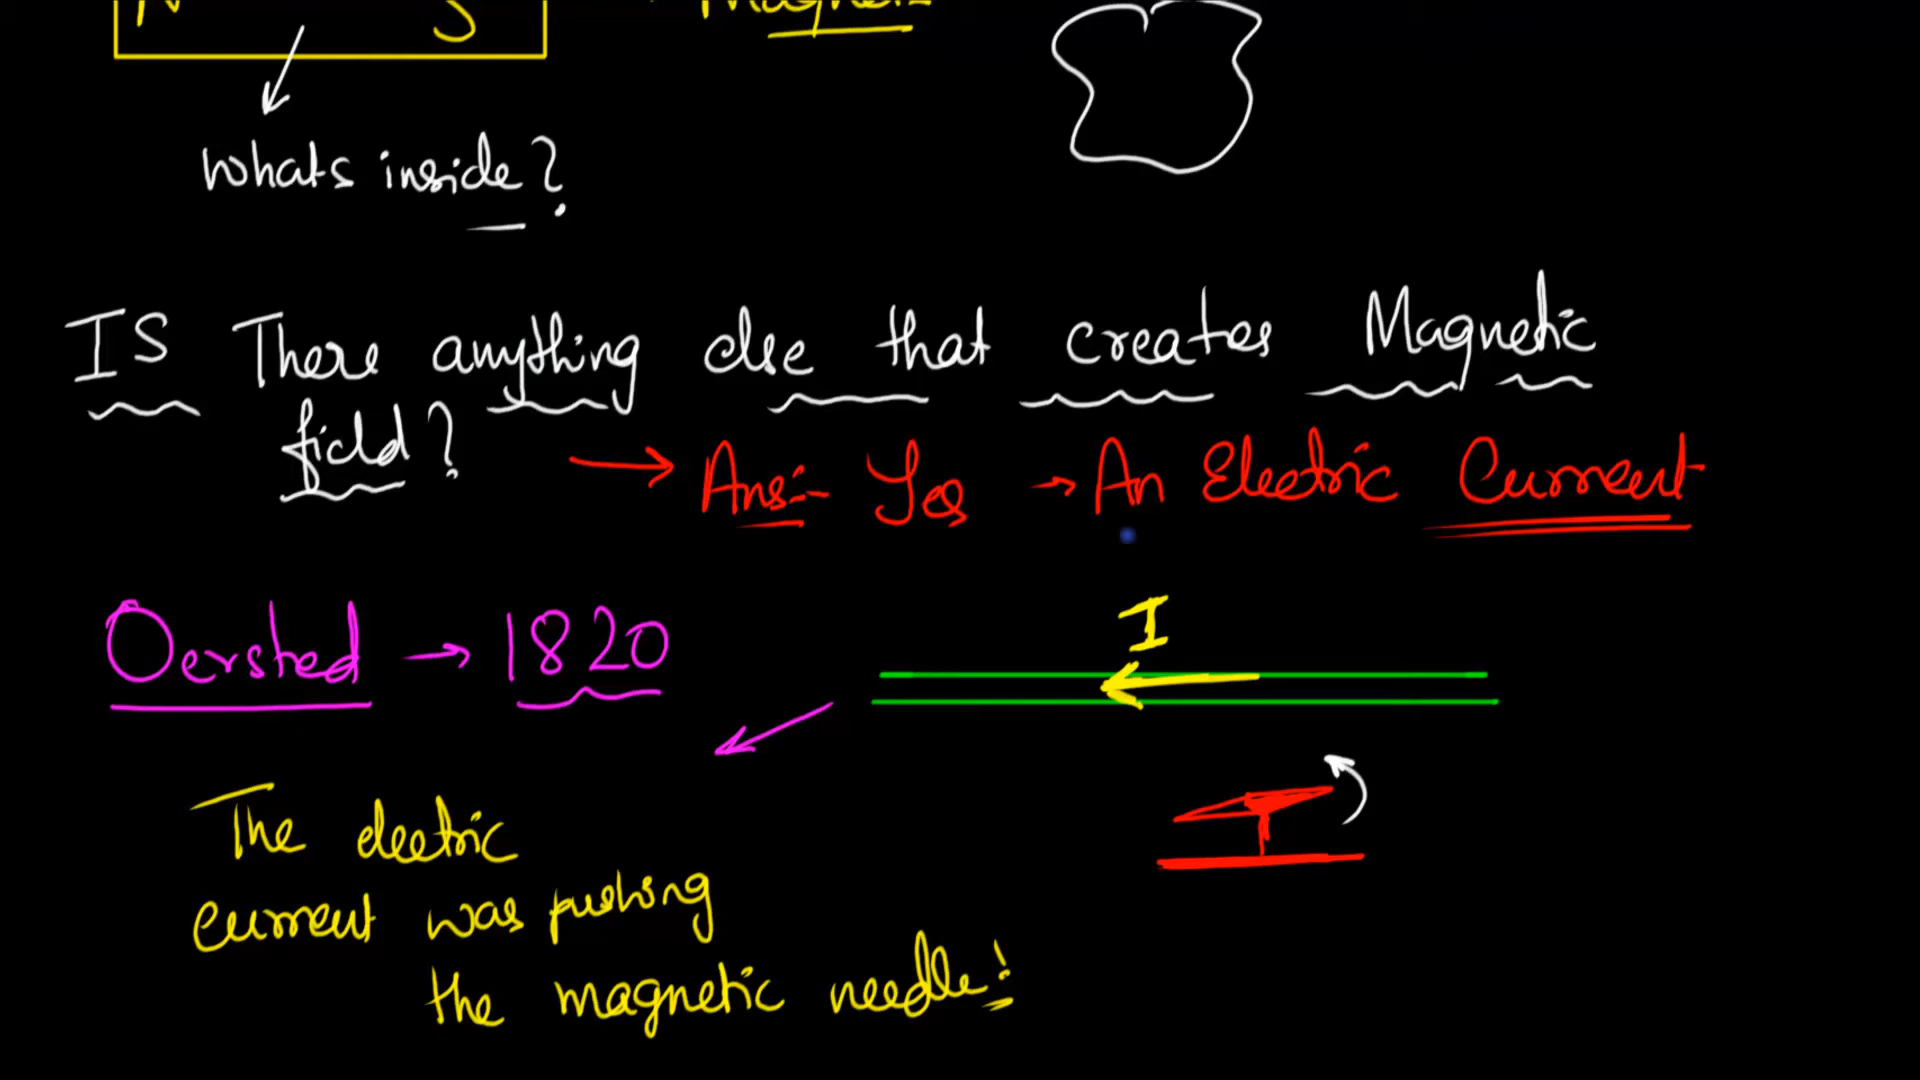 N S Magnet
Whats inside?
IS There anything else that creates Magnetic
field?
Ans:- Yes → An Electric Current
Oersted → 1820
I
The electric
current was pushing
the magnetic needle!